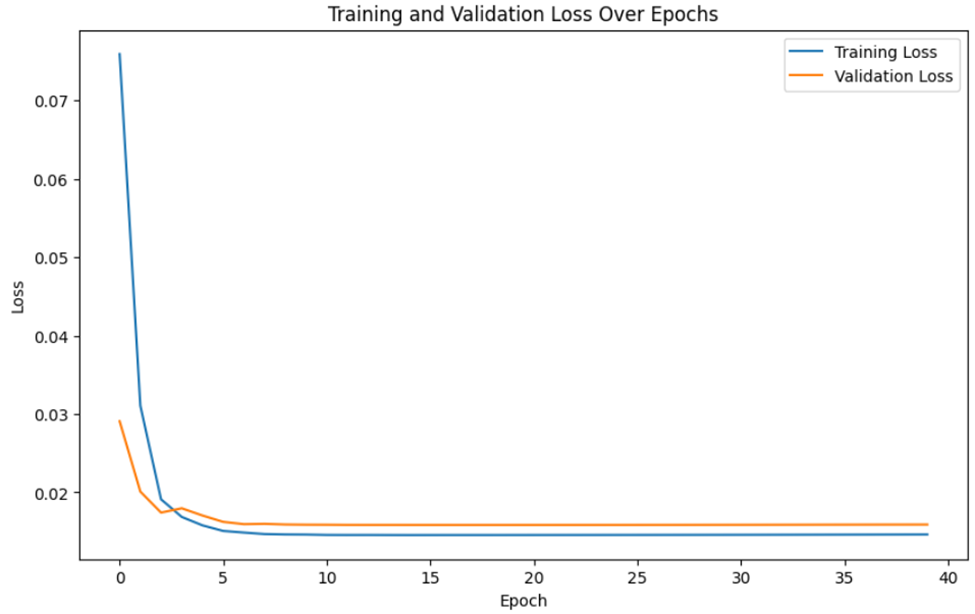 Training and Validation Loss Over Epochs
Training Loss
Validation Loss
0.07
0.06
0.05
0.04
0.03
0.02
Loss
0 5 10 15 20 25 30 35 40
Epoch